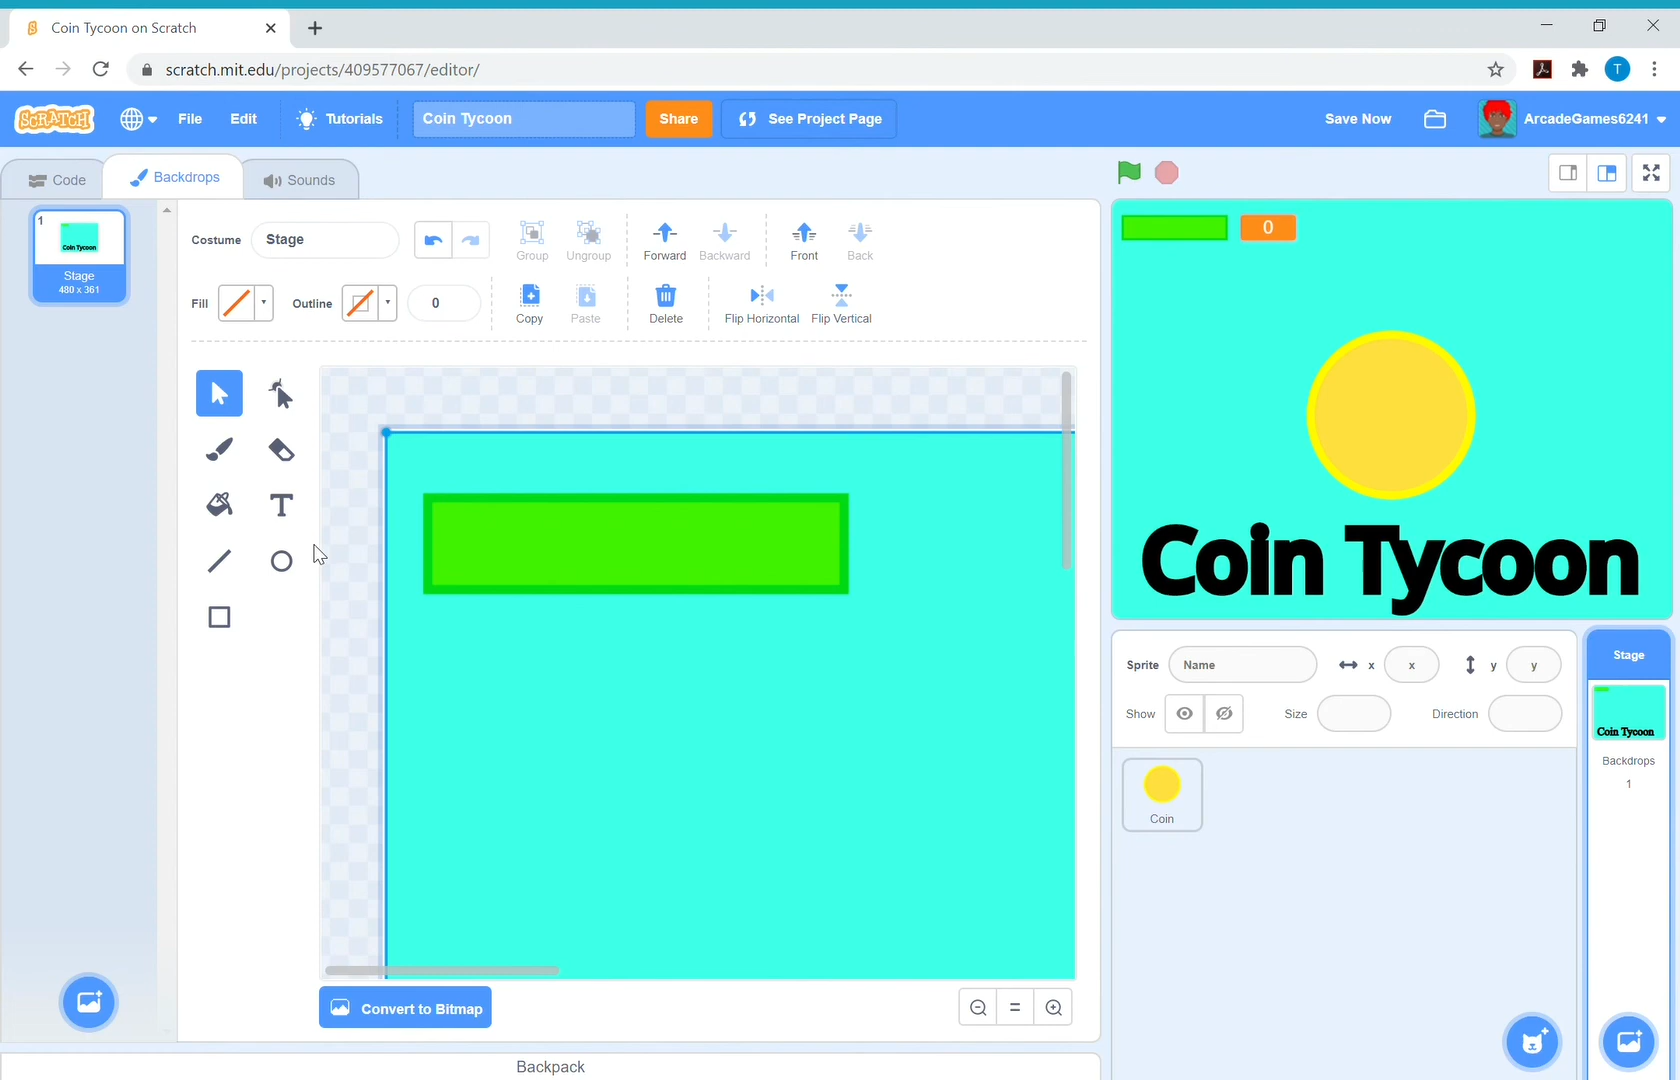 Coin Tycoon on Scratch
scratch.mit.edu/projects/409577067/editor/
T
SCRATCH
File
Edit
Tutorials
Coin Tycoon
Share
See Project Page
Save Now
ArcadeGames6241
Code
Backdrops
Sounds
1
Coin Tycoon
Stage
480 x 361
Costume
Stage
Group
Ungroup
Forward
Backward
Front
Back
Fill
Outline
0
Copy
Paste
Delete
Flip Horizontal
Flip Vertical
T
Convert to Bitmap
Backpack
0
Coin Tycoon
Sprite
Name
x
x
y
y
Show
Size
Direction
Coin
Stage
Coin Tycoon
Backdrops
1